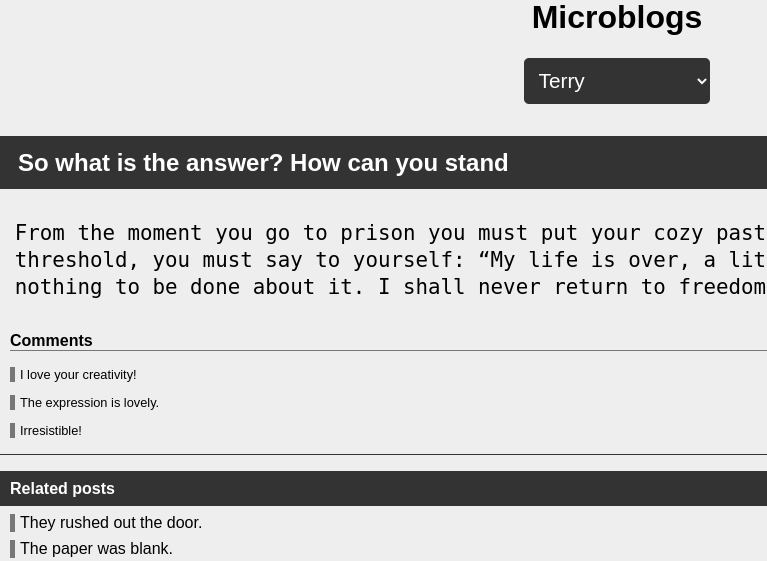 Microblogs
Terry
So what is the answer? How can you stand
From the moment you go to prison you must put your cozy past
threshold, you must say to yourself: “My life is over, a lit
nothing to be done about it. I shall never return to freedom
Comments
I love your creativity!
The expression is lovely.
Irresistible!
Related posts
They rushed out the door.
The paper was blank.